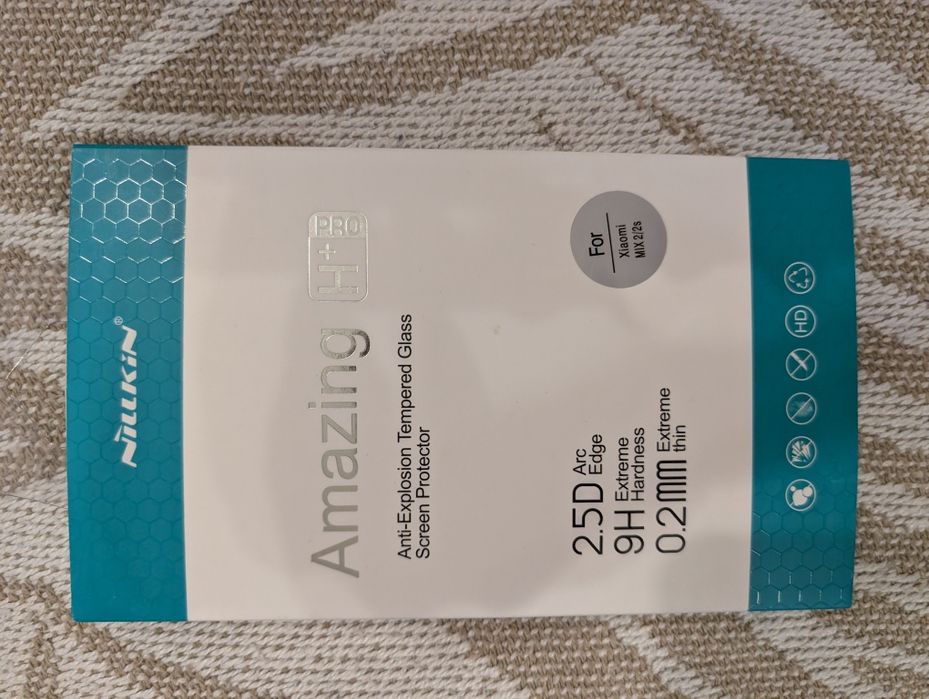 NILLKIN®
Amazing H+ PRO
Anti-Explosion Tempered Glass
Screen Protector
For
Xiaomi
MIX 2/2s
2.5D Arc Edge
9H Extreme Hardness
0.2mm Extreme thin
HD